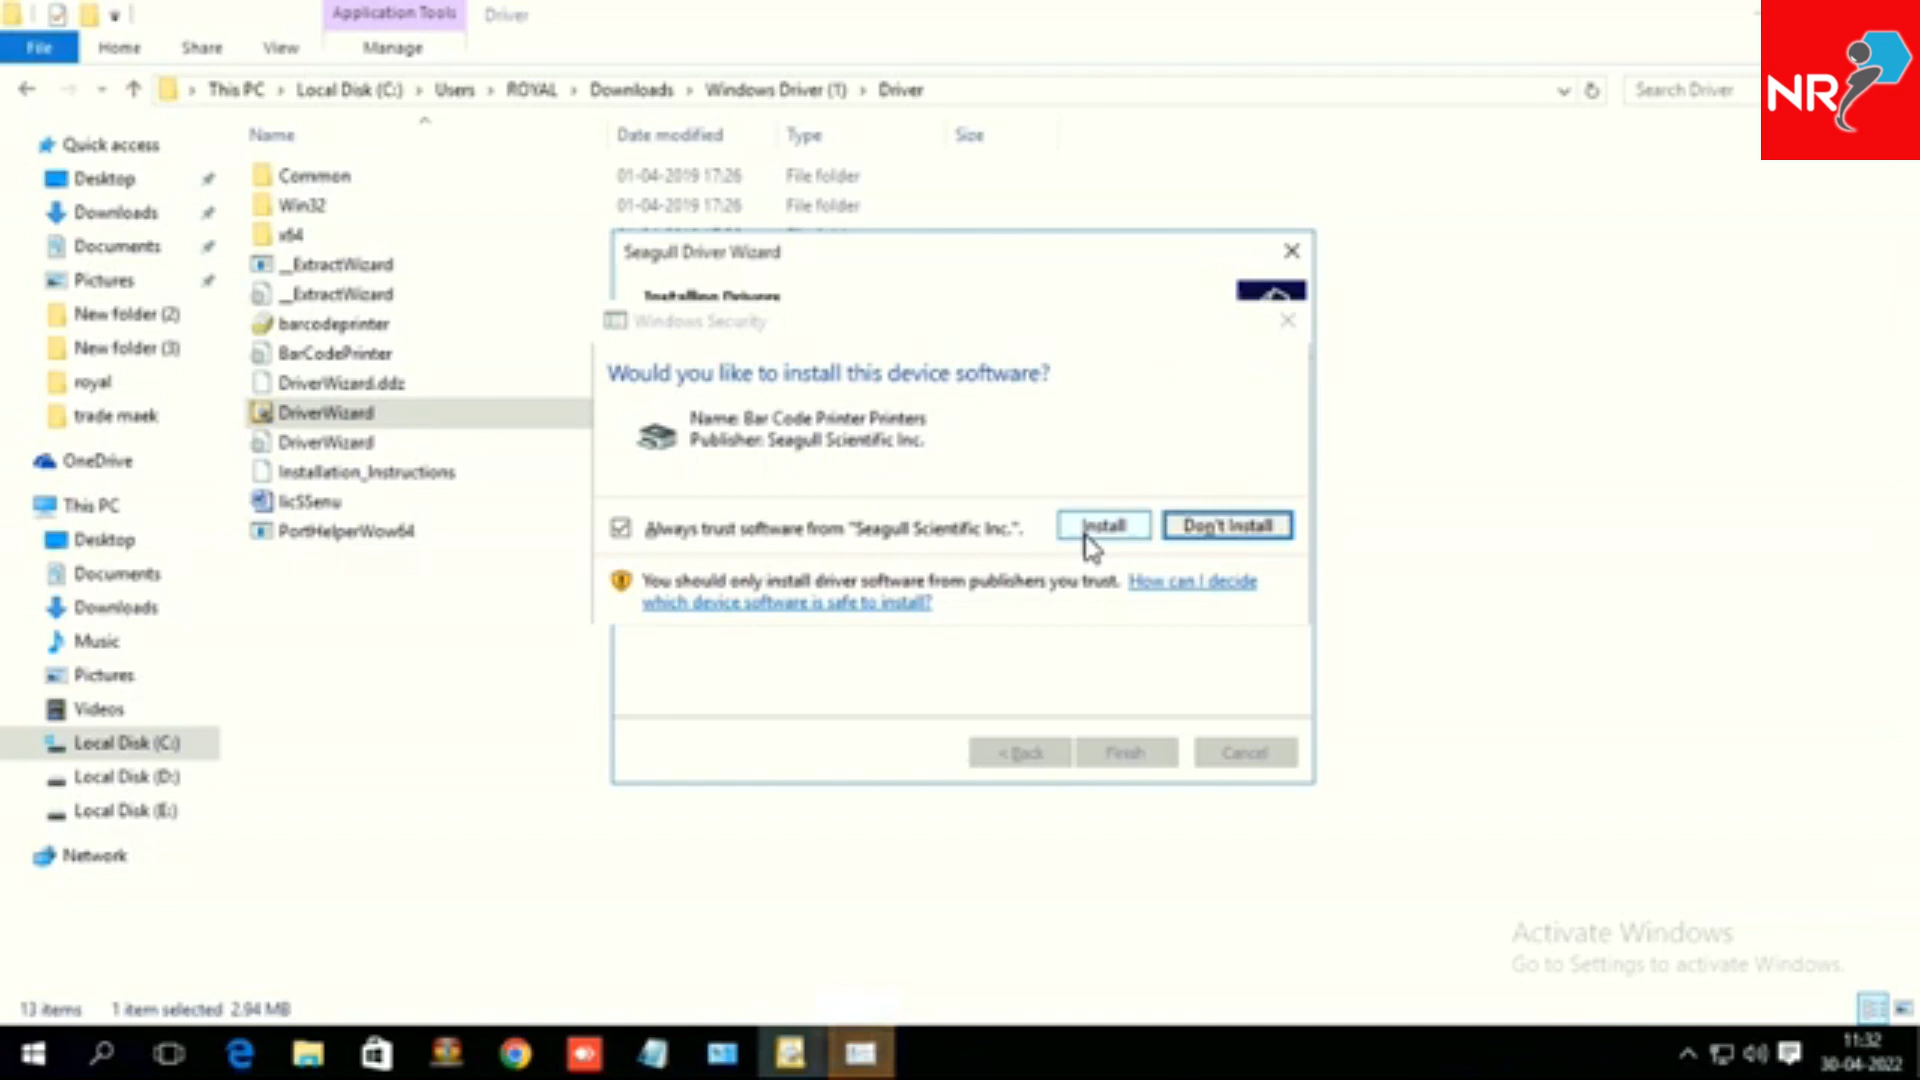 Application Tools
Driver
File
Home
Share
View
Manage
This PC > Local Disk (C:) > Users > ROYAL > Downloads > Windows Driver (1) > Driver
Search Driver
NR
Name
Date modified
Type
Size
Quick access
Desktop
Downloads
Documents
Pictures
New folder (2)
New folder (3)
royal
trade maek
OneDrive
This PC
Desktop
Documents
Downloads
Music
Pictures
Videos
Local Disk (C:)
Local Disk (D:)
Local Disk (E:)
Network
Common 01-04-2019 17:26 File folder
Win32 01-04-2019 17:26 File folder
x64
__ExtractWizard
__ExtractWizard
barcodeprinter
BarCodePrinter
DriverWizard.ddz
DriverWizard
DriverWizard
Installation_Instructions
licSSenu
PortHelperWow64
Seagull Driver Wizard
Installing Drivers
Windows Security
Would you like to install this device software?
Name: Bar Code Printer Printers
Publisher: Seagull Scientific Inc.
Always trust software from "Seagull Scientific Inc.".
Install
Don't Install
You should only install driver software from publishers you trust. How can I decide
which device software is safe to install?
< Back
Finish
Cancel
Activate Windows
Go to Settings to activate Windows.
13 items
1 item selected 2.94 MB
11:32
30-04-2022